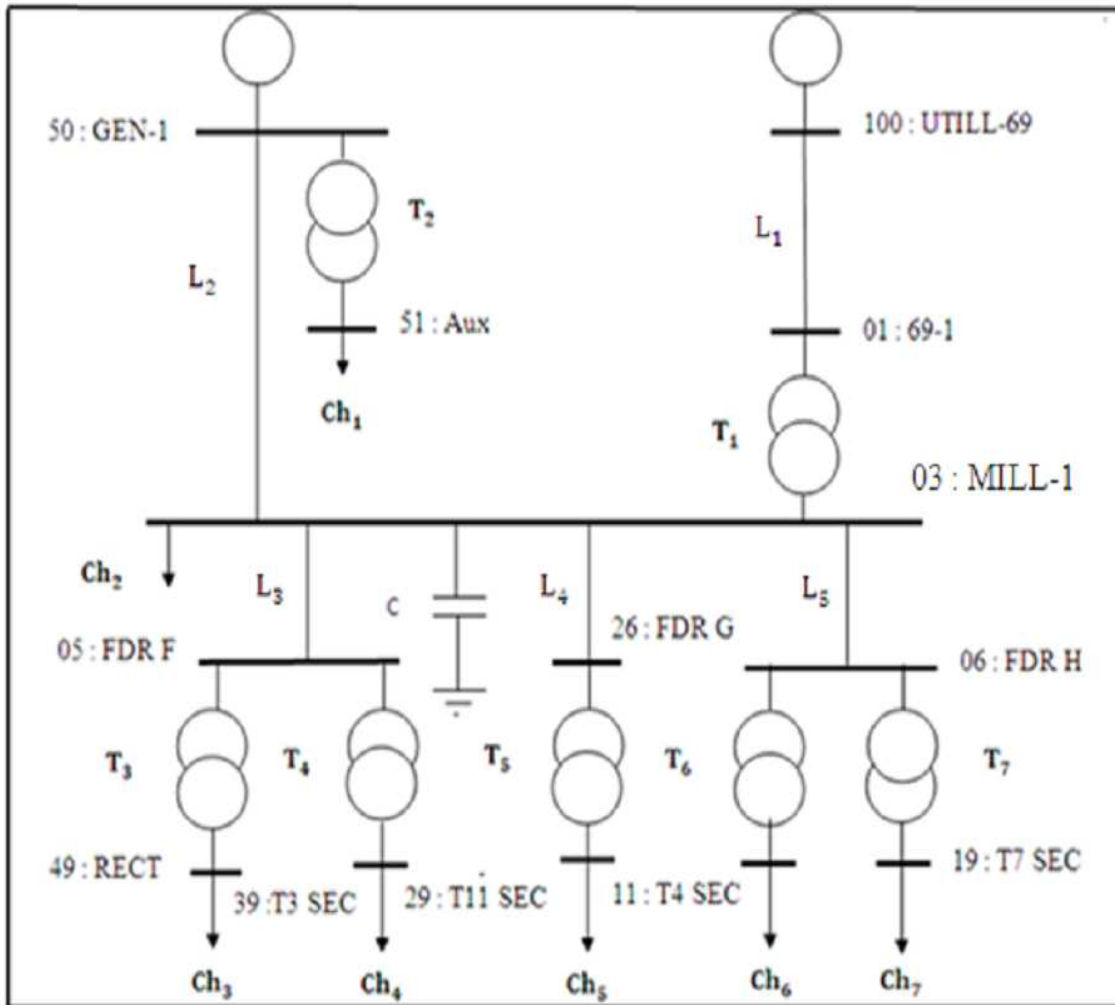 50 : GEN-1
100 : UTILL-69
T₂
L₂
L₁
51 : Aux
01 : 69-1
Ch₁
T₁
03 : MILL-1
Ch₂
L₃
C
L₄
L₅
26 : FDR G
05 : FDR F
06 : FDR H
T₃
T₄
T₅
T₆
T₇
49 : RECT
39 :T3 SEC
29 : T11 SEC
11 : T4 SEC
19 : T7 SEC
Ch₃
Ch₄
Ch₅
Ch₆
Ch₇